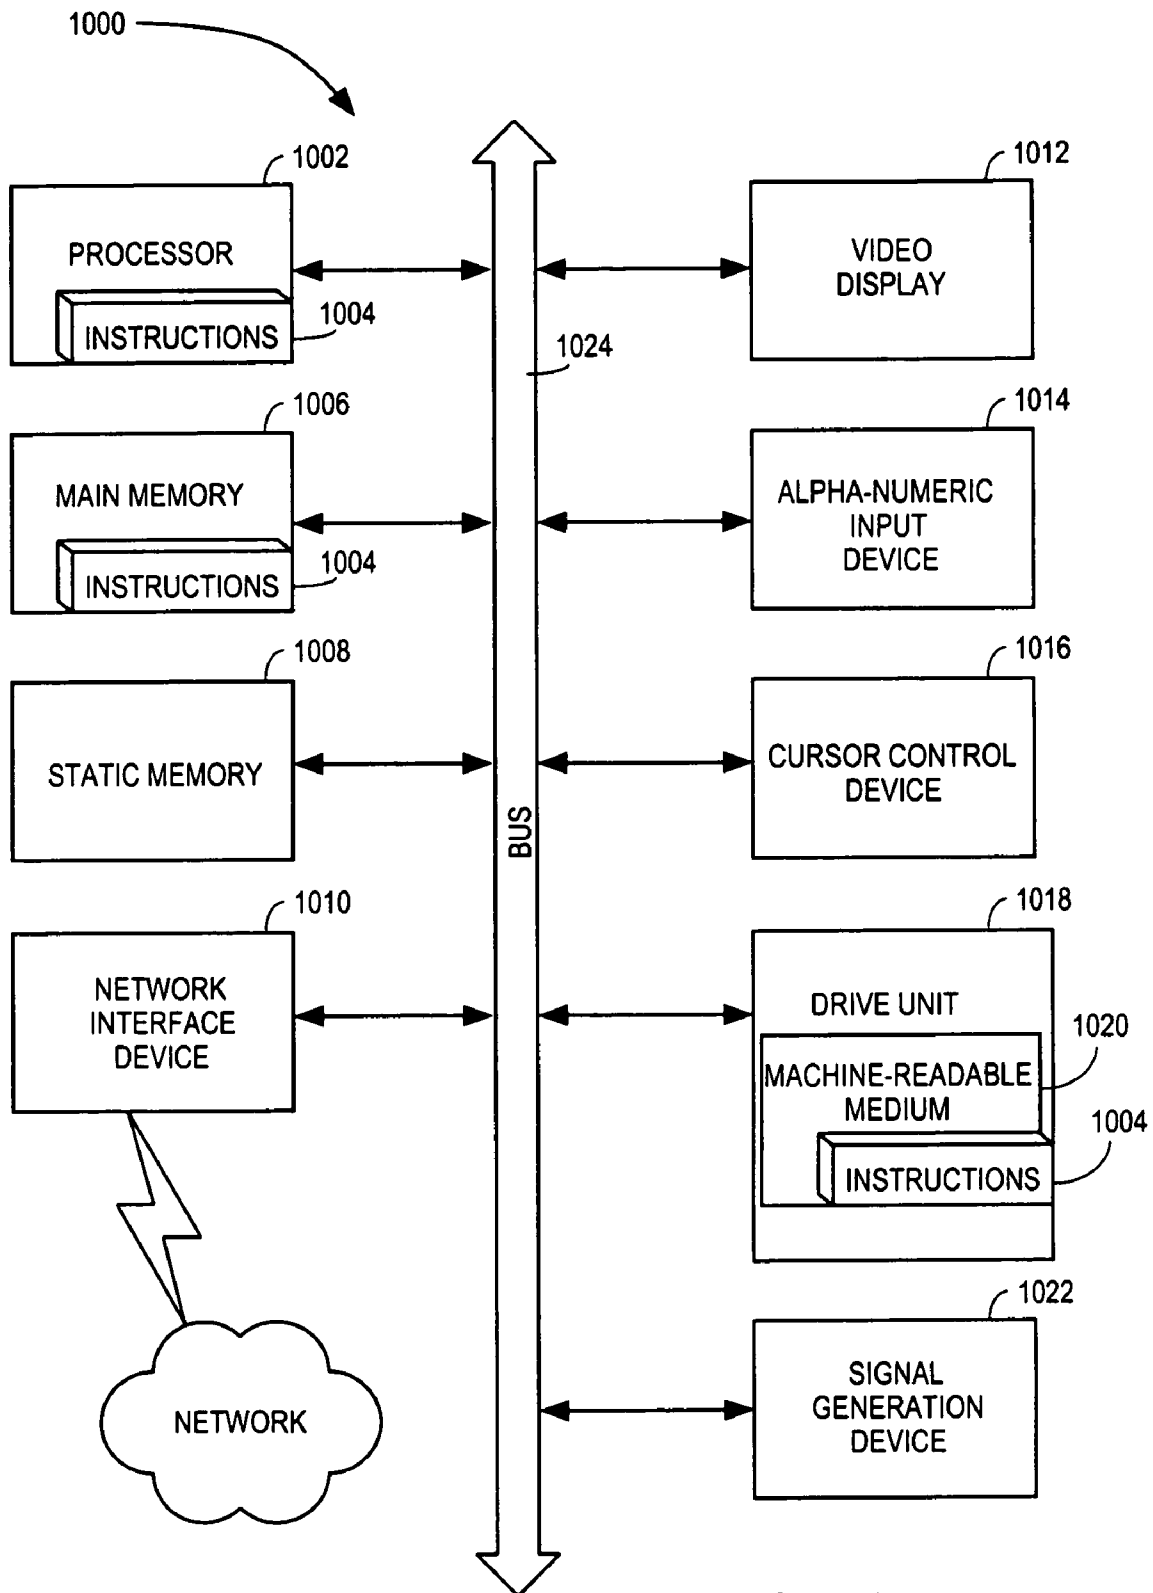 1000
1002
PROCESSOR
1004
INSTRUCTIONS
1006
MAIN MEMORY
1004
INSTRUCTIONS
1008
STATIC MEMORY
1010
NETWORK
INTERFACE
DEVICE
NETWORK
1024
BUS
1012
VIDEO
DISPLAY
1014
ALPHA-NUMERIC
INPUT
DEVICE
1016
CURSOR CONTROL
DEVICE
1018
DRIVE UNIT
1020
MACHINE-READABLE
MEDIUM
1004
INSTRUCTIONS
1022
SIGNAL
GENERATION
DEVICE